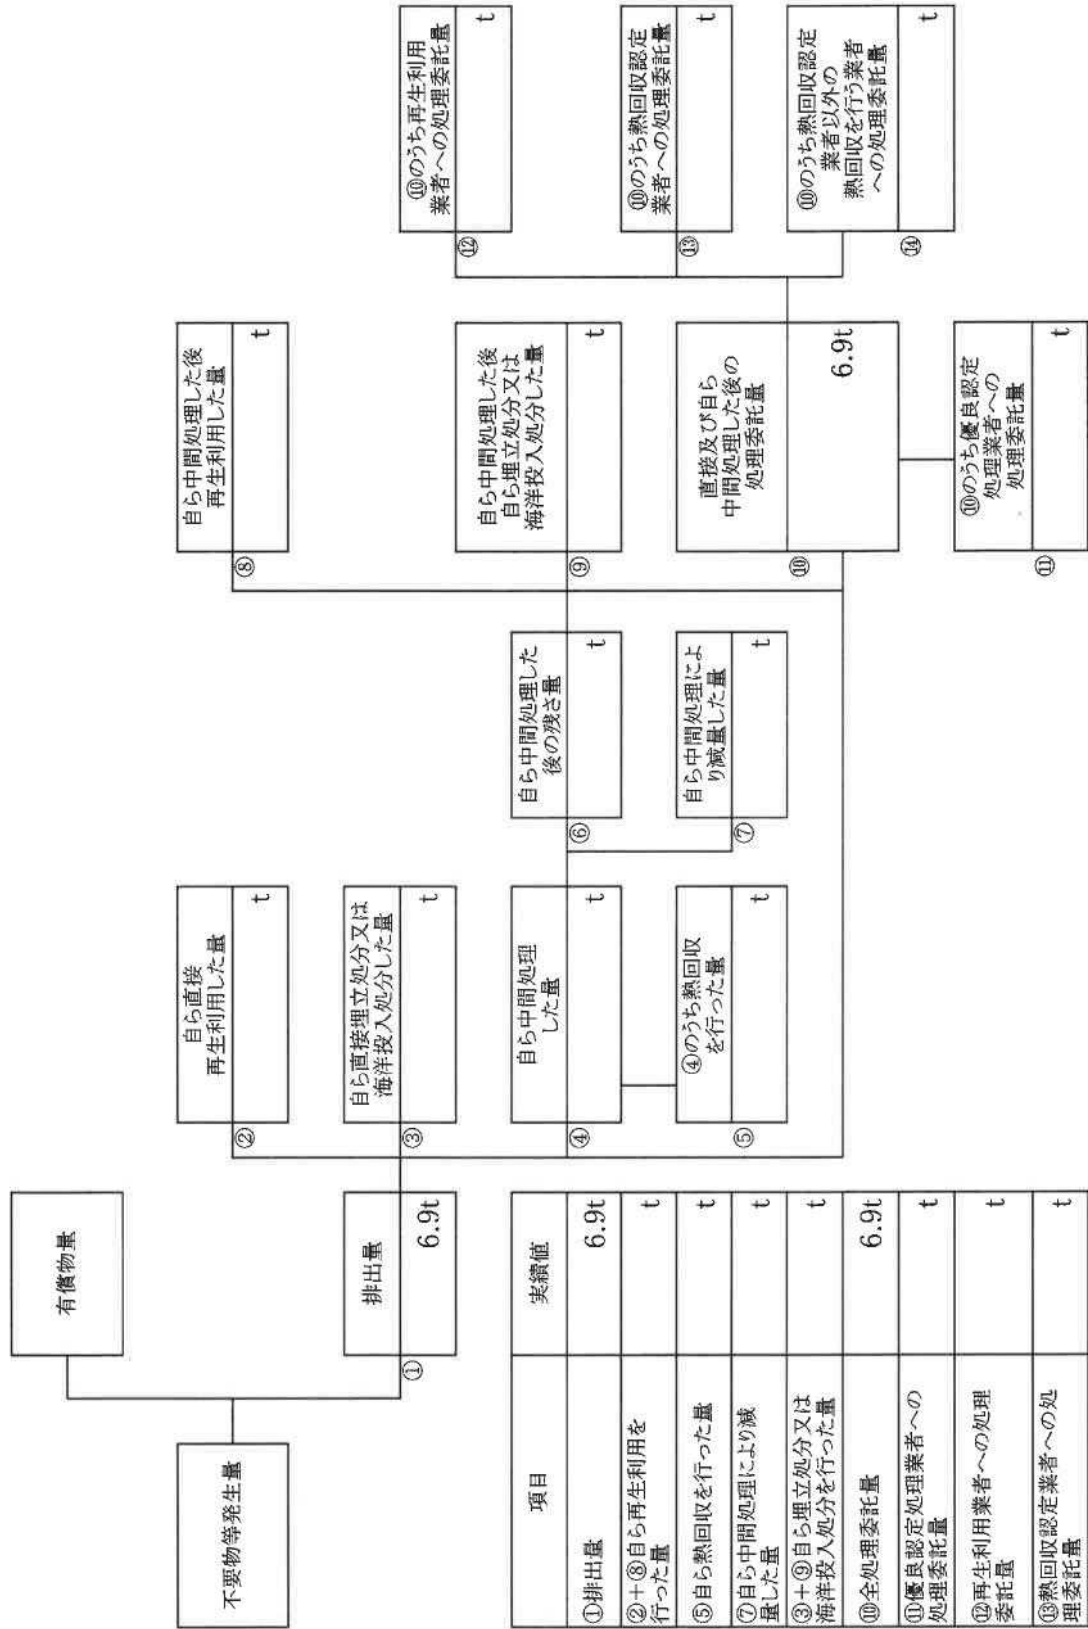 不要物等発生量
有償物量
①
排出量
6.9t
②
自ら直接
再生利用した量
t
③
自ら直接埋立処分又は
海洋投入処分した量
t
④
自ら中間処理
した量
t
⑤
④のうち熱回収
を行った量
t
⑥
自ら中間処理した
後の残さ量
t
⑦
自ら中間処理によ
り減量した量
t
⑧
自ら中間処理した後
再生利用した量
t
⑨
自ら中間処理した後
自ら埋立処分又は
海洋投入処分した量
t
⑩
直接及び自ら
中間処理した後の
処理委託量
6.9t
⑪
⑩のうち優良認定
処理業者への
処理委託量
t
⑫
⑩のうち再生利用
業者への処理委託量
t
⑬
⑩のうち熱回収認定
業者への処理委託量
t
⑭
⑩のうち熱回収認定
業者以外の
熱回収を行う業者
への処理委託量
t
項目 実績値
①排出量 6.9t
②+⑧自ら再生利用を
行った量 t
⑤自ら熱回収を行った量 t
⑦自ら中間処理により減
量した量 t
③+⑨自ら埋立処分又は
海洋投入処分を行った量 t
⑩全処理委託量 6.9t
⑪優良認定処理業者への
処理委託量 t
⑫再生利用業者への処理
委託量 t
⑬熱回収認定業者への処
理委託量 t